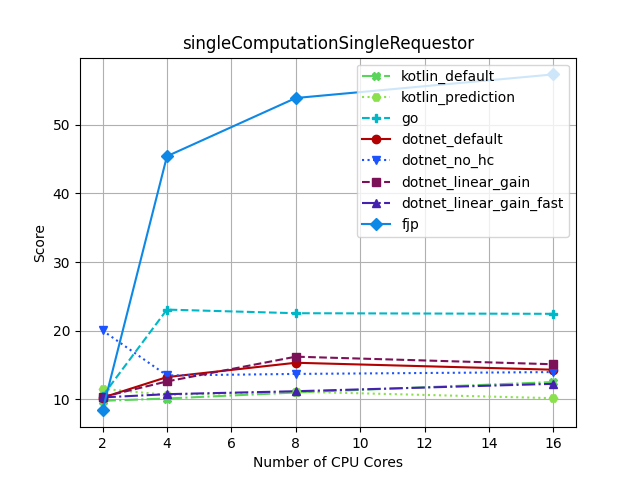 singleComputationSingleRequestor
Score
50
40
30
20
10
2
4
6
8
10
12
14
16
Number of CPU Cores
kotlin_default
kotlin_prediction
go
dotnet_default
dotnet_no_hc
dotnet_linear_gain
dotnet_linear_gain_fast
fjp